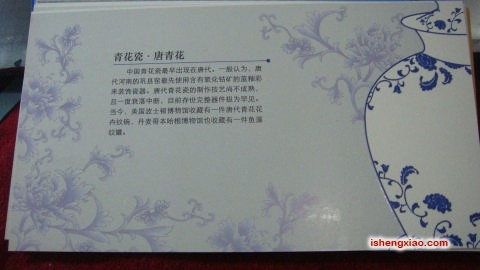 青花瓷·唐青花
中国青花瓷最早出现在唐代。一般认为，唐
代河南的巩县窑最先使用含有氧化钴矿的蓝釉彩
来装饰瓷器。唐代青花瓷的制作技艺尚不成熟，
且一度衰落中断，目前存世完整器件极为罕见。
当今，美国波士顿博物馆收藏有一件唐代青花花
卉纹碗，丹麦哥本哈根博物馆也收藏有一件鱼藻
纹罐。
ishengxiao.com